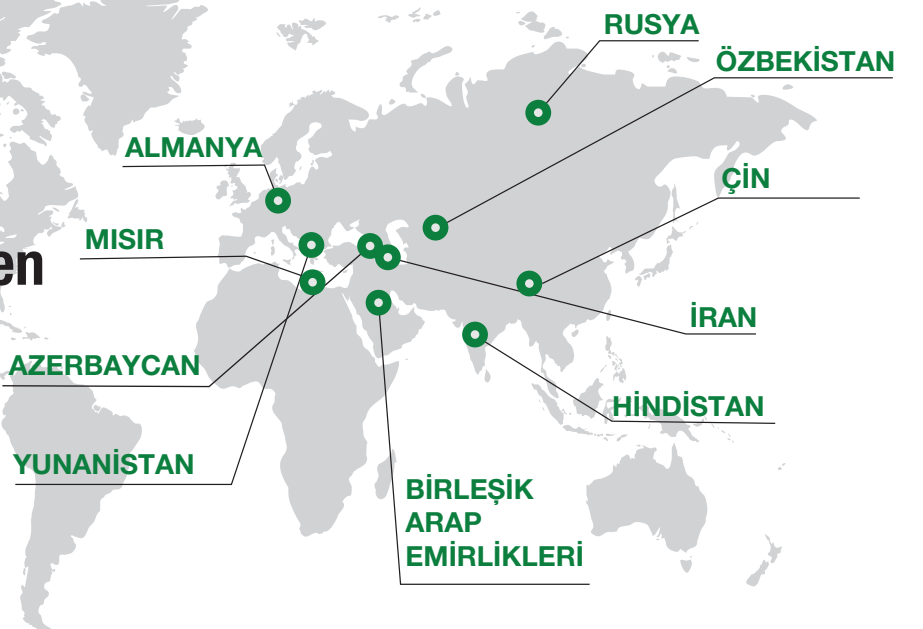 RUSYA
ÖZBEKİSTAN
ALMANYA
ÇİN
MISIR
en
İRAN
AZERBAYCAN
HİNDİSTAN
YUNANİSTAN
BİRLEŞİK
ARAP
EMİRLİKLERİ